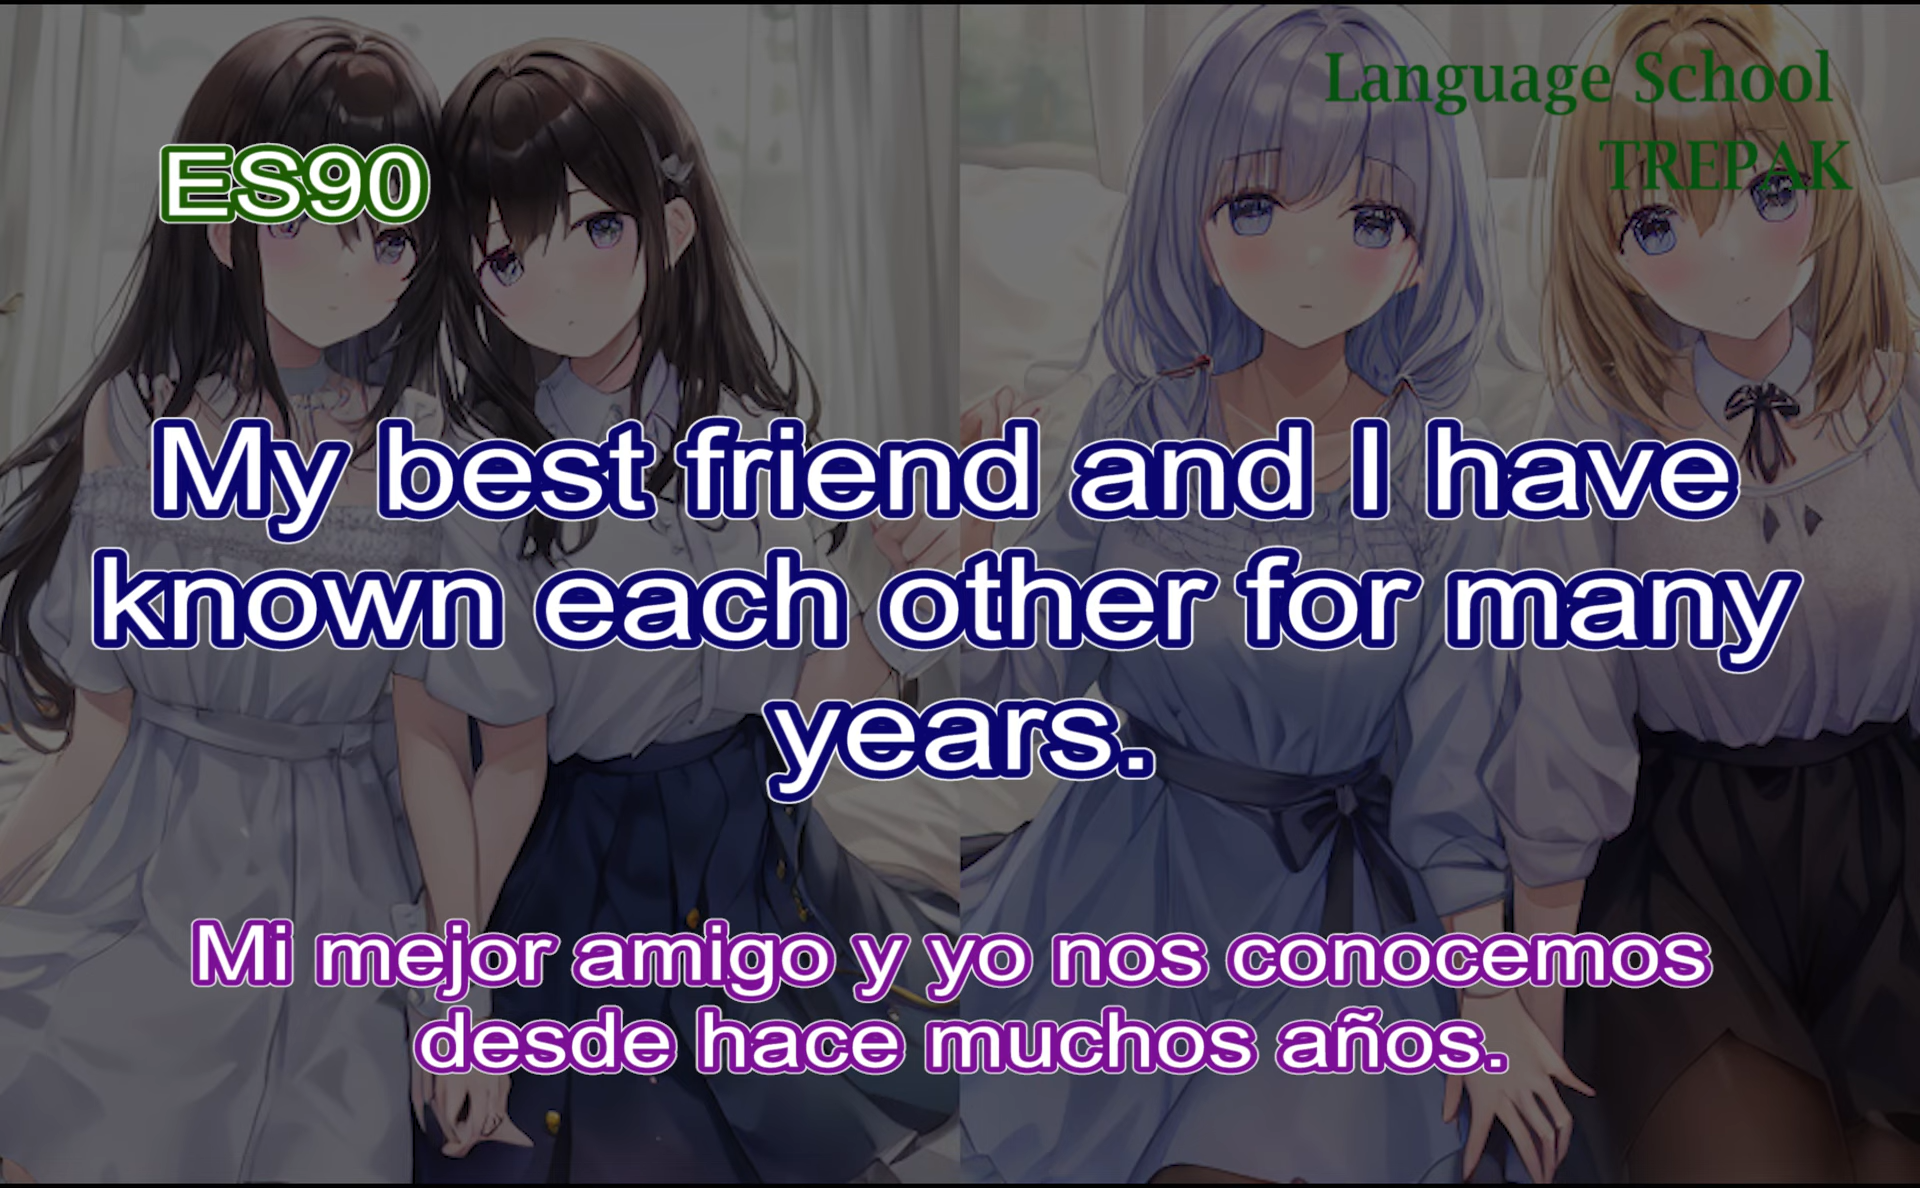 Language School
TREPAK
ES90
My best friend and I have
known each other for many
years.
Mi mejor amigo y yo nos conocemos
desde hace muchos años.